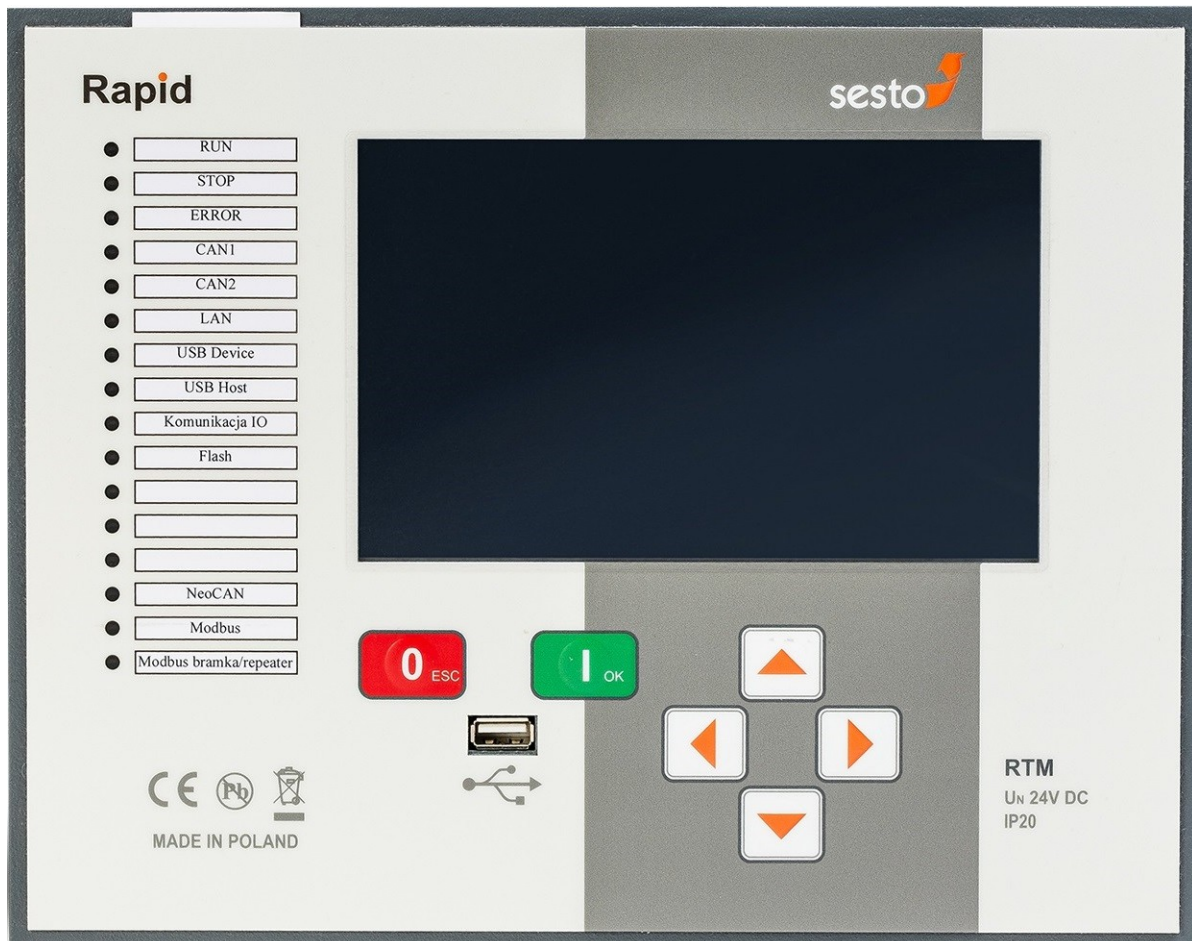 Rapid
sesto
RUN
STOP
ERROR
CAN1
CAN2
LAN
USB Device
USB Host
Komunikacja IO
Flash
NeoCAN
Modbus
Modbus bramka/repeater
0 ESC
I OK
CE Pb
MADE IN POLAND
RTM
UN 24V DC
IP20